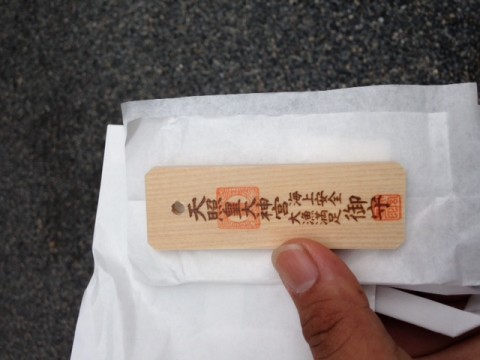 天照皇大神宮
海上安全
大漁満足
御守